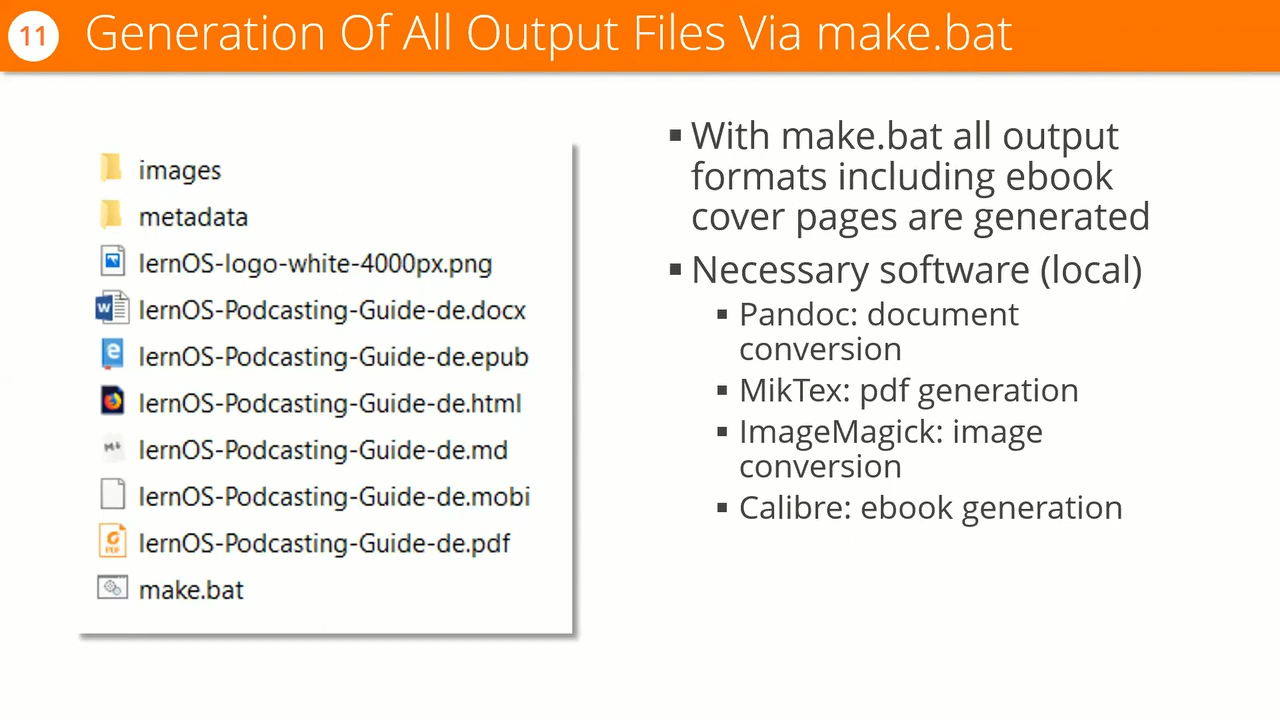 11
Generation Of All Output Files Via make.bat
images
metadata
lernOS-logo-white-4000px.png
lernOS-Podcasting-Guide-de.docx
lernOS-Podcasting-Guide-de.epub
lernOS-Podcasting-Guide-de.html
lernOS-Podcasting-Guide-de.md
lernOS-Podcasting-Guide-de.mobi
lernOS-Podcasting-Guide-de.pdf
make.bat
▪ With make.bat all output
formats including ebook
cover pages are generated
▪ Necessary software (local)
▪ Pandoc: document
conversion
▪ MikTex: pdf generation
▪ ImageMagick: image
conversion
▪ Calibre: ebook generation